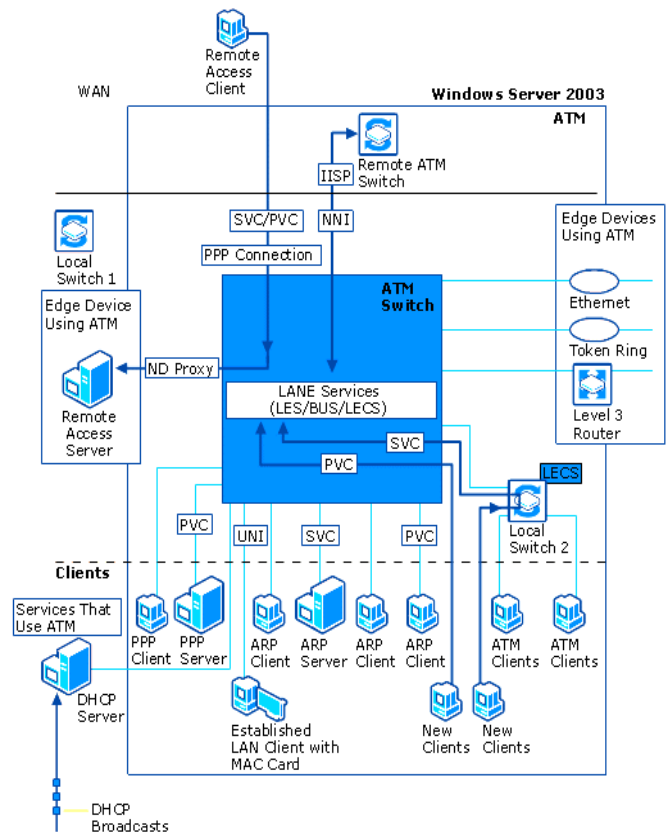 Remote
Access
Client
WAN
Windows Server 2003
ATM
IISP
Remote ATM
Switch
SVC/PVC
NNI
PPP Connection
Local
Switch 1
Edge Devices
Using ATM
Ethernet
Token Ring
Level 3
Router
Edge Device
Using ATM
ND Proxy
Remote
Access
Server
ATM
Switch
LANE Services
(LES/BUS/LECS)
SVC
PVC
LECS
Local
Switch 2
PVC
UNI
SVC
PVC
Clients
Services That
Use ATM
DHCP
Server
PPP
Client
PPP
Server
ARP
Client
ARP
Server
ARP
Client
ARP
Client
ATM
Clients
ATM
Clients
Established
LAN Client with
MAC Card
New
Clients
New
Clients
DHCP
Broadcasts